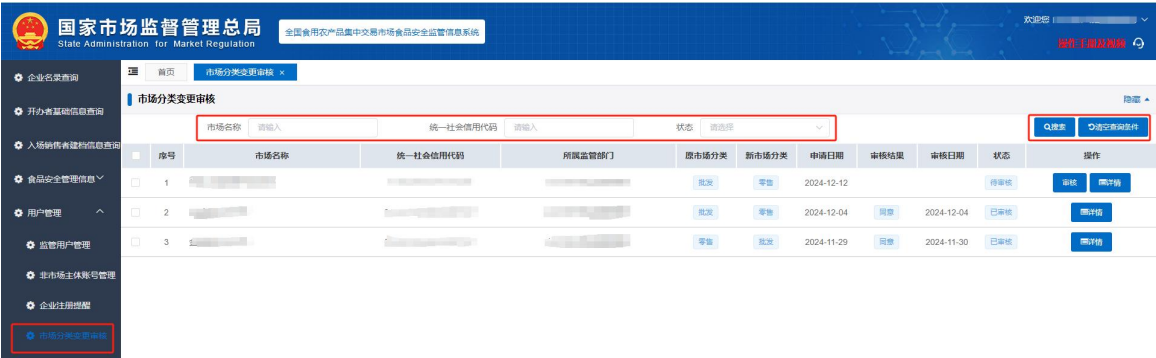 国家市场监督管理总局
State Administration for Market Regulation
全国食用农产品集中交易市场食品安全监管信息系统
欢迎您
操作手册及视频
企业名录查询
开办者基础信息查询
入场销售者建档信息查询
食品安全管理信息
用户管理
监管用户管理
非市场主体账号管理
企业注册提醒
市场分类变更审核
首页 市场分类变更审核 ×
市场分类变更审核 隐藏
市场名称 请输入 统一社会信用代码 请输入 状态 请选择 搜索 清空查询条件
序号 市场名称 统一社会信用代码 所属监管部门 原市场分类 新市场分类 申请日期 审核结果 审核日期 状态 操作
1 批发 零售 2024-12-12 待审核 审核 详情
2 批发 零售 2024-12-04 同意 2024-12-04 已审核 详情
3 零售 批发 2024-11-29 同意 2024-11-30 已审核 详情